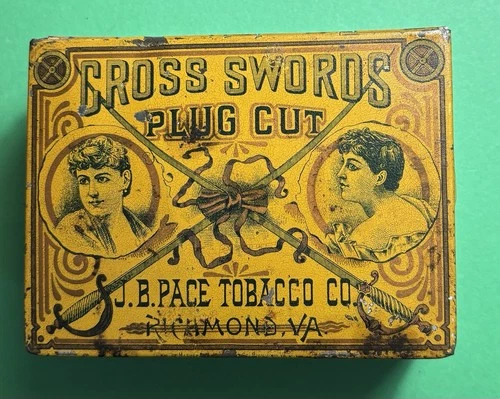 CROSS SWORDS
PLUG CUT
J.B. PACE TOBACCO CO.
RICHMOND, VA